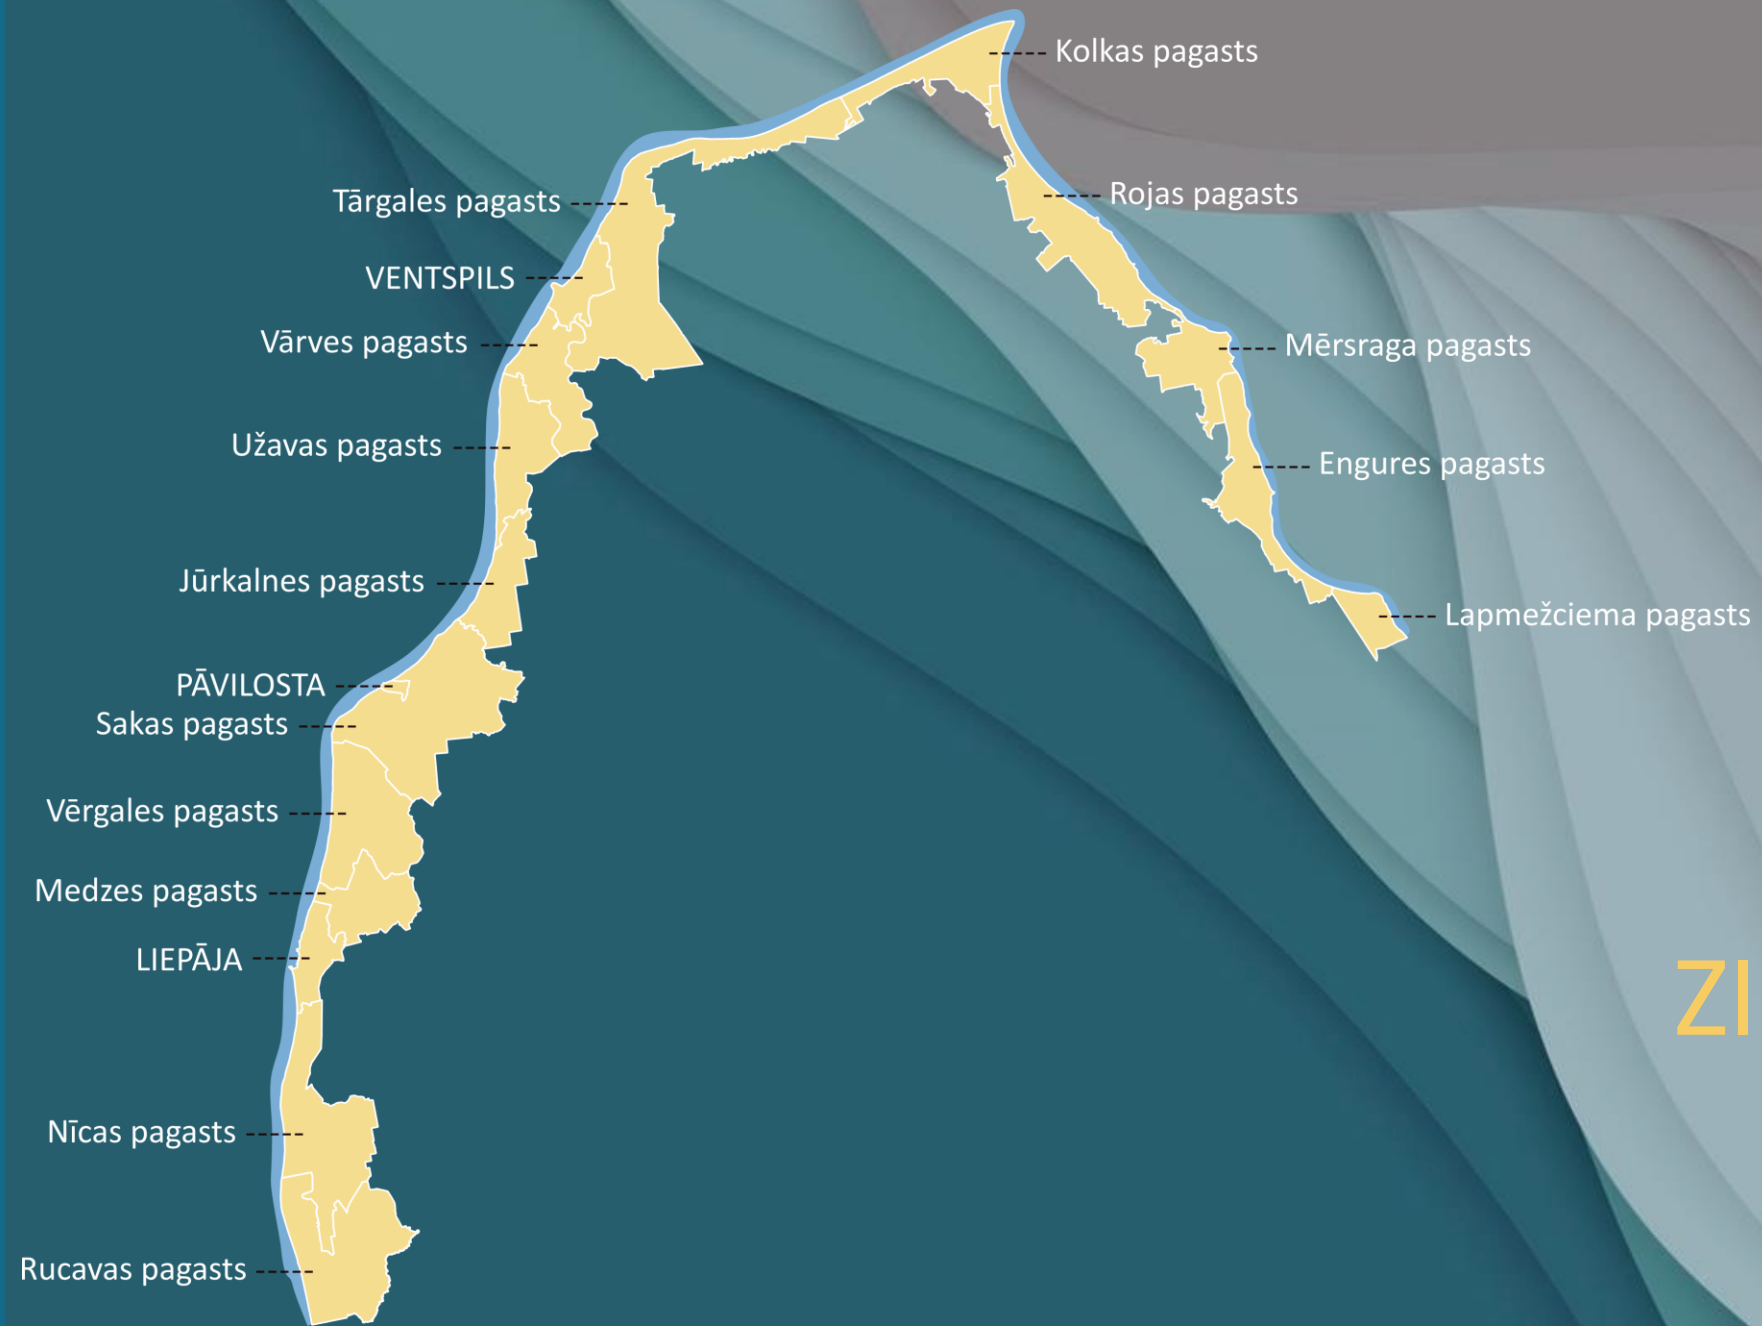 Kolkas pagasts
Tārgales pagasts
Rojas pagasts
VENTSPILS
Vārves pagasts
Mērsraga pagasts
Užavas pagasts
Engures pagasts
Jūrkalnes pagasts
Lapmežciema pagasts
PĀVILOSTA
Sakas pagasts
Vērgales pagasts
Medzes pagasts
LIEPĀJA
ZI
Nīcas pagasts
Rucavas pagasts